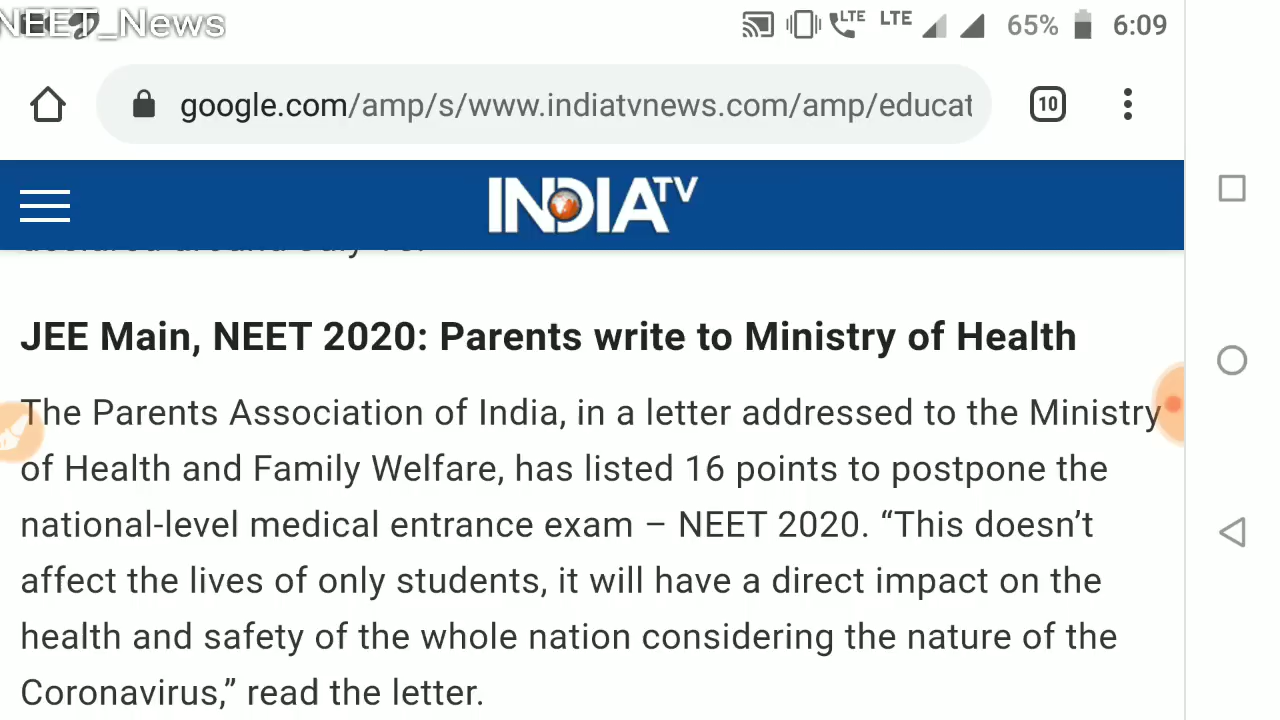 NEET_News
LTE LTE 65% 6:09
google.com/amp/s/www.indiatvnews.com/amp/educat
10
INDIA TV
JEE Main, NEET 2020: Parents write to Ministry of Health
The Parents Association of India, in a letter addressed to the Ministry
of Health and Family Welfare, has listed 16 points to postpone the
national-level medical entrance exam – NEET 2020. “This doesn’t
affect the lives of only students, it will have a direct impact on the
health and safety of the whole nation considering the nature of the
Coronavirus,” read the letter.